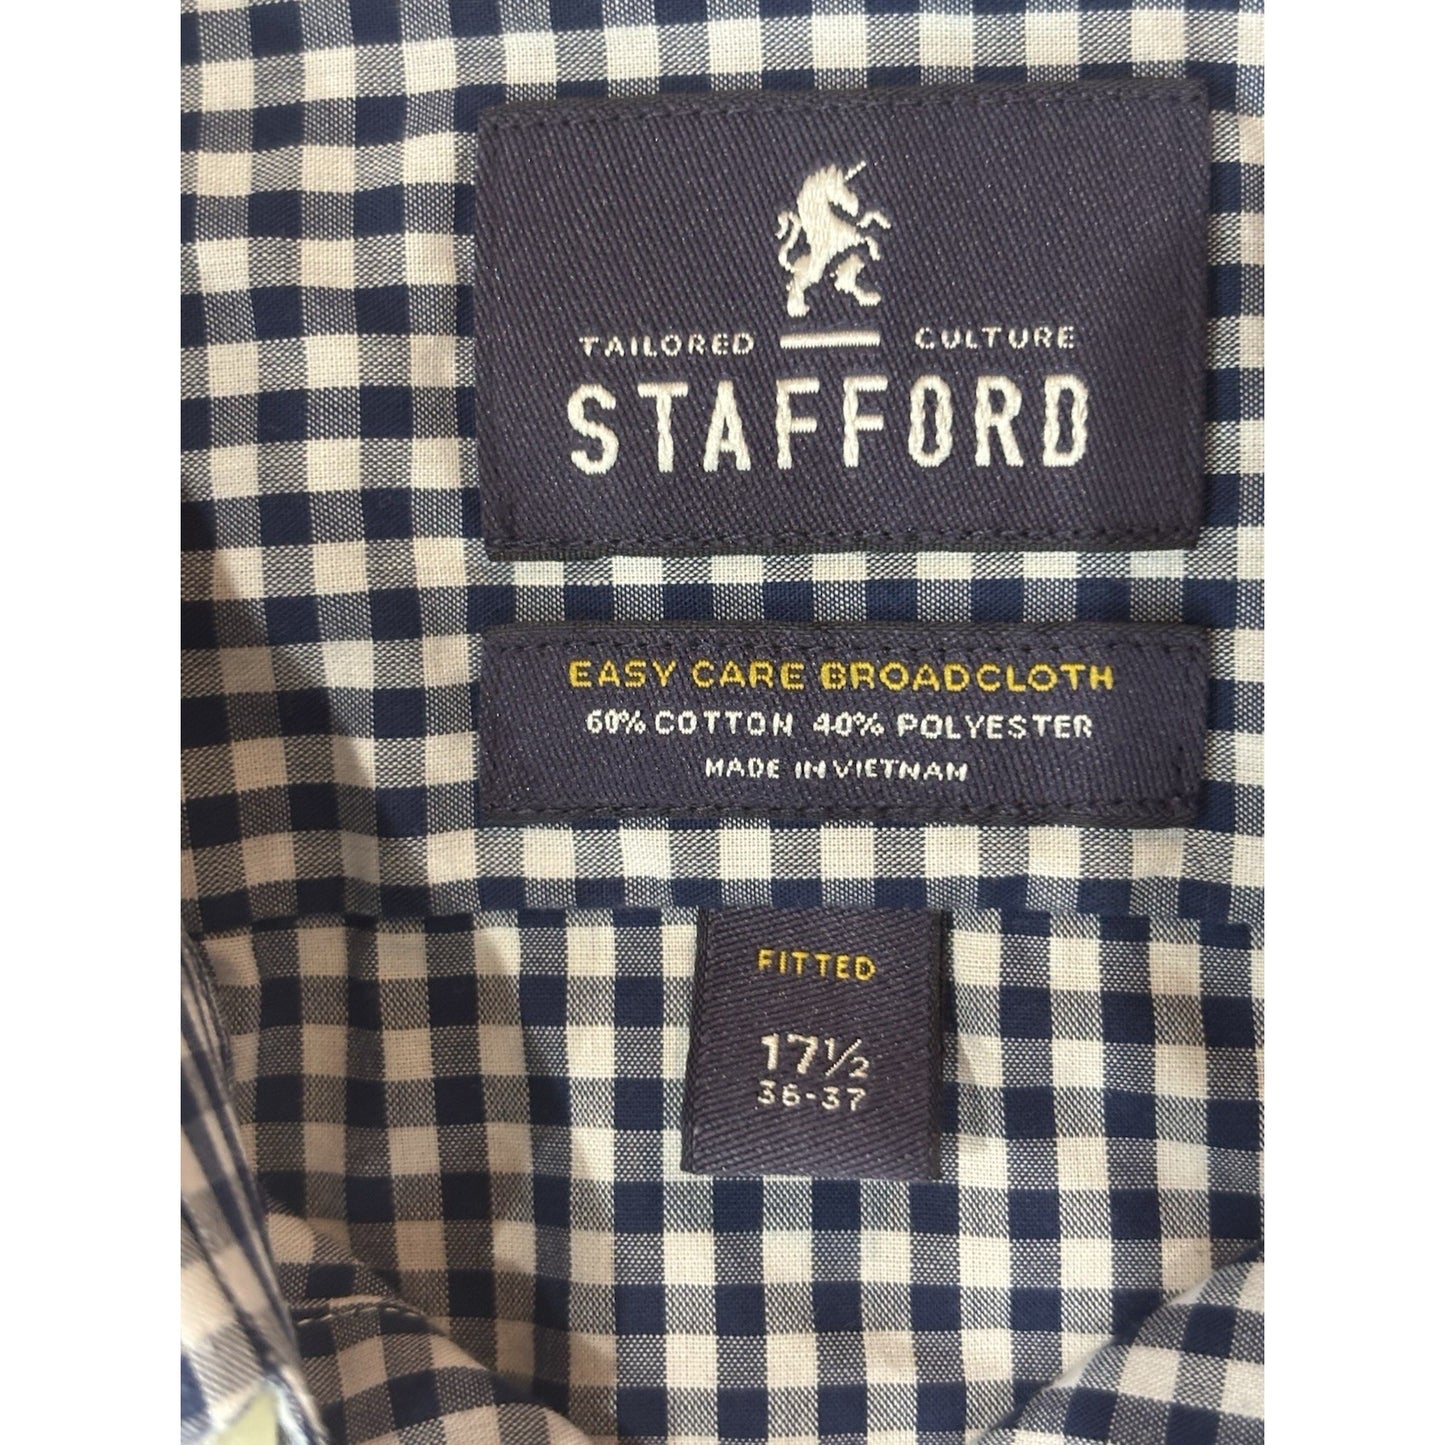 TAILORED CULTURE
STAFFORD
EASY CARE BROADCLOTH
60% COTTON 40% POLYESTER
MADE IN VIETNAM
FITTED
17½
36-37